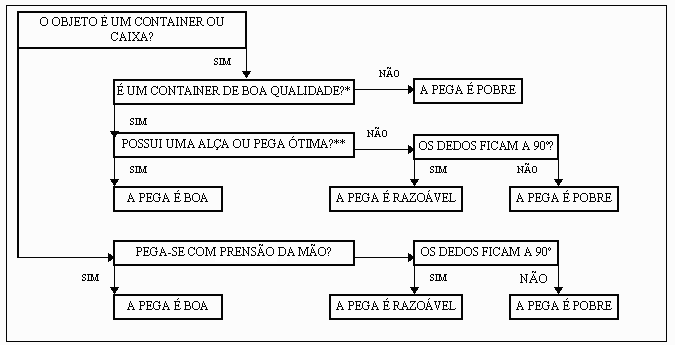 O OBJETO É UM CONTAINER OU
CAIXA?
SIM
NÃO
É UM CONTAINER DE BOA QUALIDADE?*
A PEGA É POBRE
SIM
NÃO
POSSUI UMA ALÇA OU PEGA ÓTIMA?**
OS DEDOS FICAM A 90º?
SIM
SIM
NÃO
A PEGA É BOA
A PEGA É RAZOÁVEL
A PEGA É POBRE
PEGA-SE COM PRENSÃO DA MÃO?
OS DEDOS FICAM A 90º
SIM
SIM
NÃO
A PEGA É BOA
A PEGA É RAZOÁVEL
A PEGA É POBRE